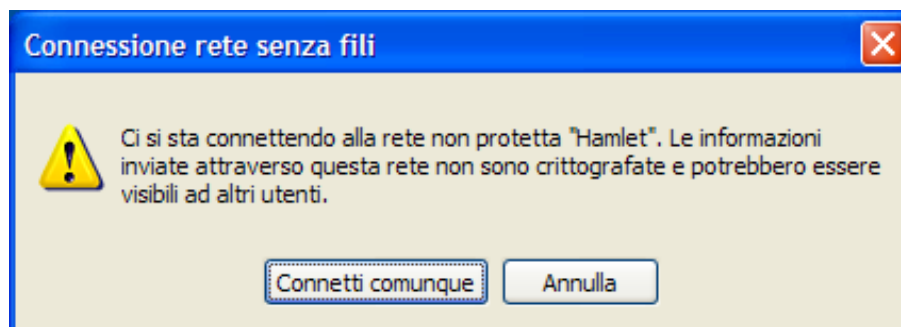 Connessione rete senza fili
Ci si sta connettendo alla rete non protetta "Hamlet". Le informazioni
inviate attraverso questa rete non sono crittografate e potrebbero essere
visibili ad altri utenti.
Connetti comunque Annulla